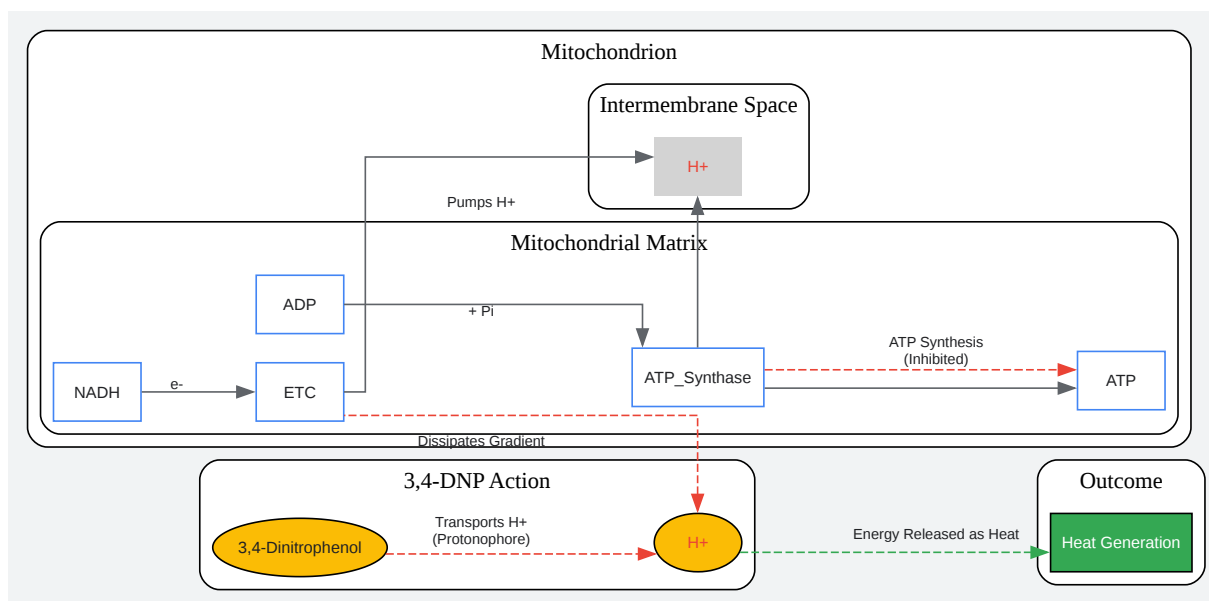 Mitochondrion
Intermembrane Space
H+
Pumps H+
Mitochondrial Matrix
ADP
+ Pi
NADH
e-
ETC
ATP_Synthase
ATP Synthesis
(Inhibited)
ATP
Dissipates Gradient
3,4-DNP Action
3,4-Dinitrophenol
Transports H+
(Protonophore)
H+
Energy Released as Heat
Outcome
Heat Generation